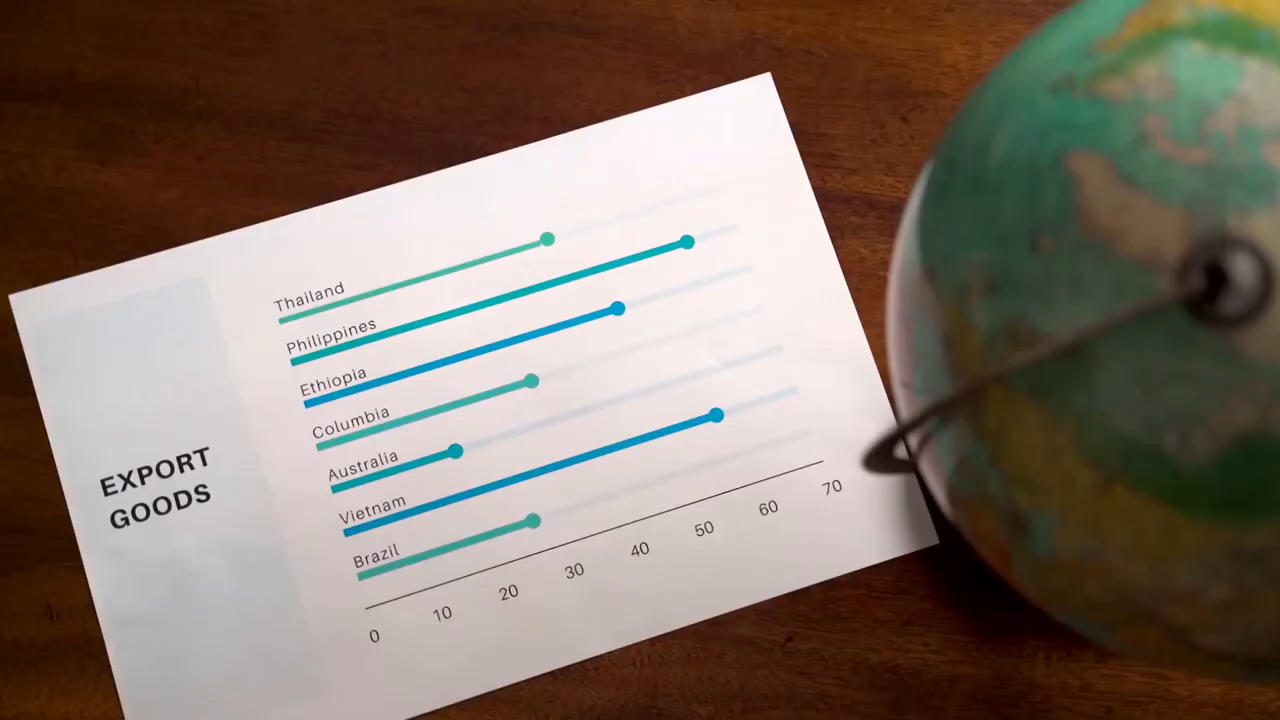 EXPORT
GOODS
Thailand
Philippines
Ethiopia
Columbia
Australia
Vietnam
Brazil
0 10 20 30 40 50 60 70